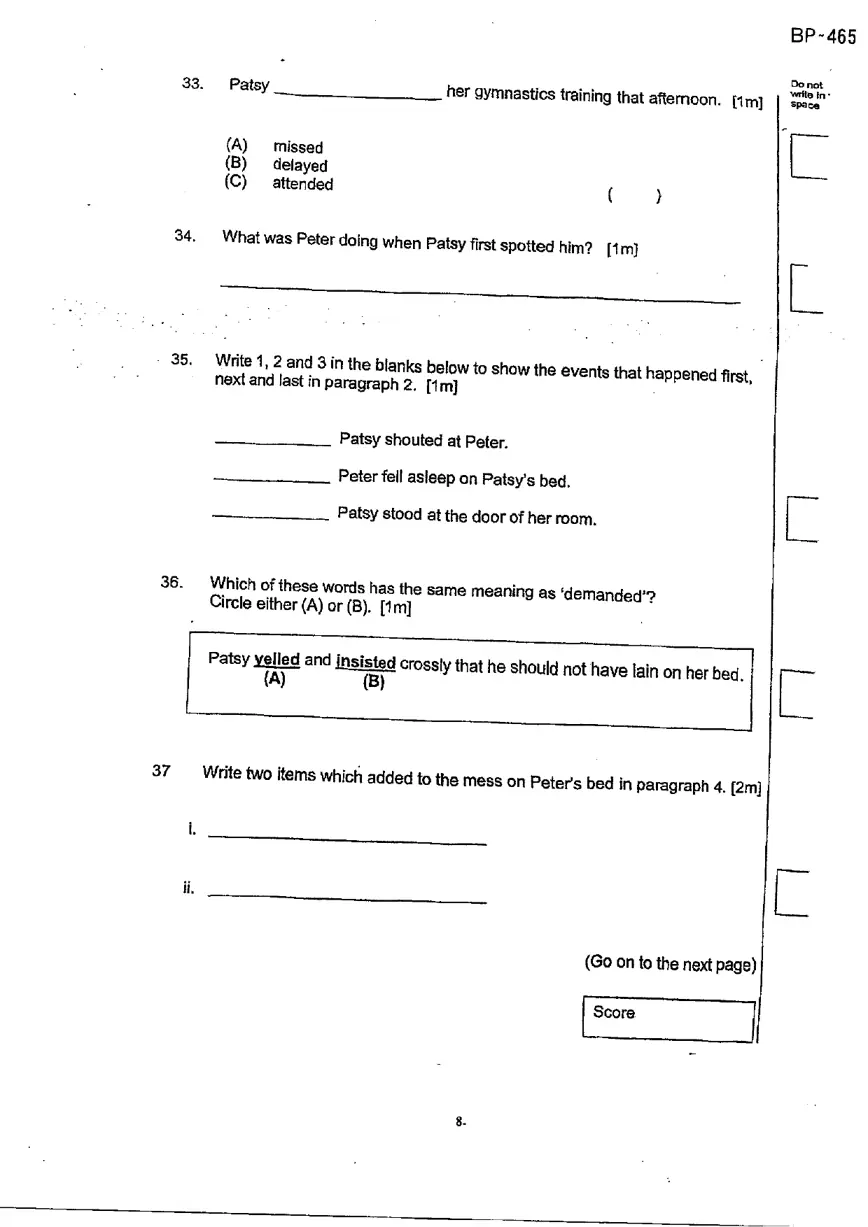 BP-465
33. Patsy ______________ her gymnastics training that afternoon. [1m]
Do not
write in
space
(A) missed
(B) delayed
(C) attended
( )
34. What was Peter doing when Patsy first spotted him? [1m]
35. Write 1, 2 and 3 in the blanks below to show the events that happened first,
next and last in paragraph 2. [1m]
__________ Patsy shouted at Peter.
__________ Peter fell asleep on Patsy's bed.
__________ Patsy stood at the door of her room.
36. Which of these words has the same meaning as 'demanded'?
Circle either (A) or (B). [1m]
Patsy yelled and insisted crossly that he should not have lain on her bed.
(A) (B)
37 Write two items which added to the mess on Peter's bed in paragraph 4. [2m]
i. ______________
ii. ______________
(Go on to the next page)
Score
8-